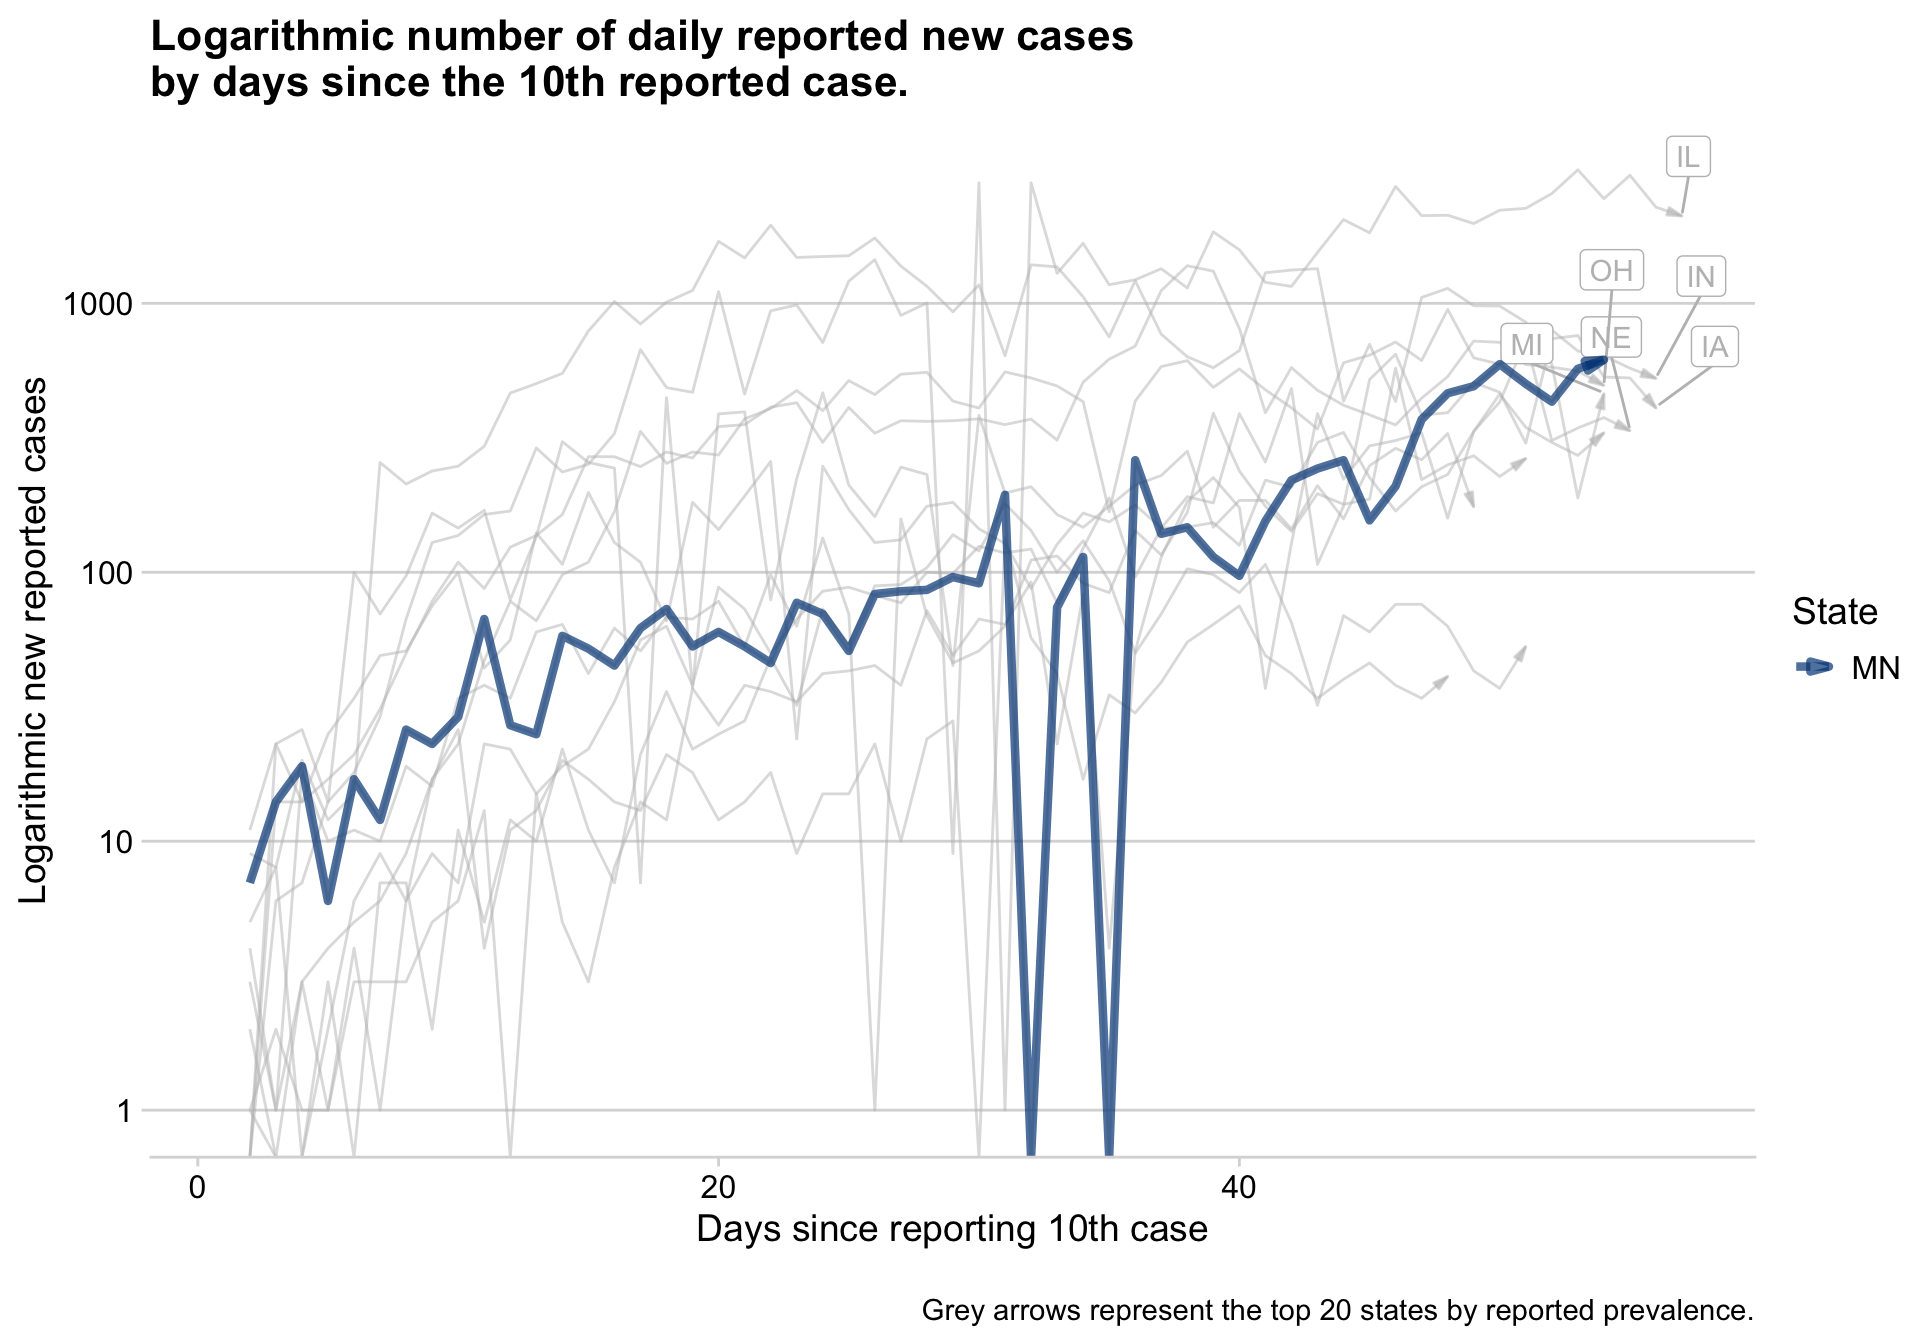 Logarithmic number of daily reported new cases
by days since the 10th reported case.
IL
OH
IN
MI
NE
IA
1000
100
10
1
Logarithmic new reported cases
0
20
40
Days since reporting 10th case
State
MN
Grey arrows represent the top 20 states by reported prevalence.